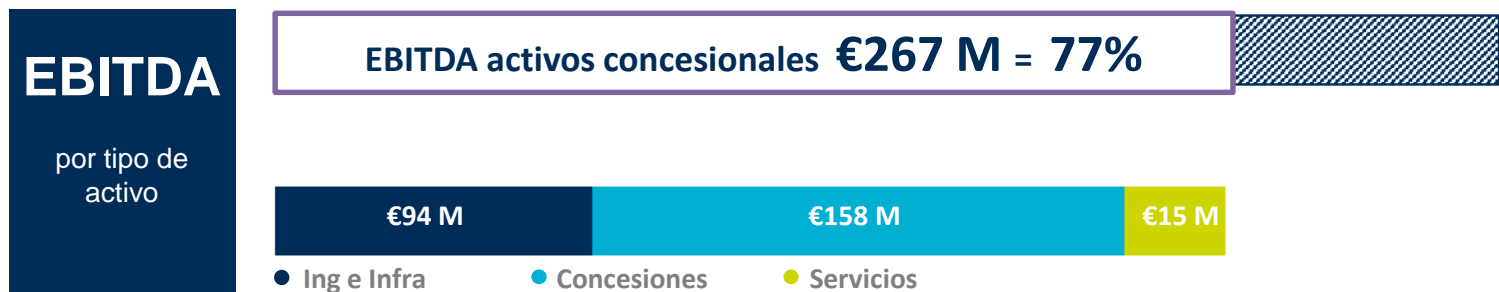 EBITDA
por tipo de
activo
EBITDA activos concesionales €267 M = 77%
€94 M €158 M €15 M
Ing e Infra Concesiones Servicios